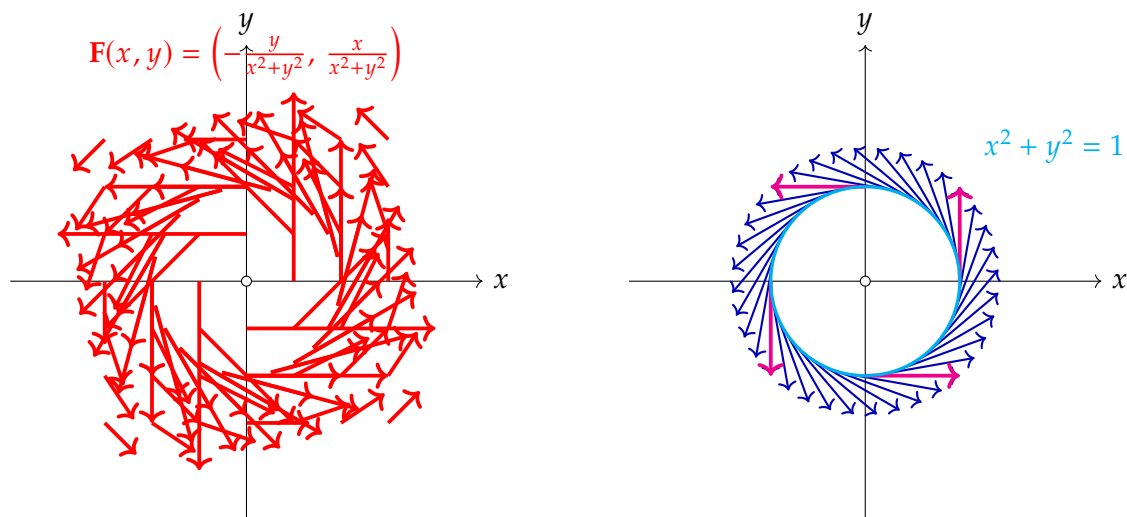 y
F(x, y) = (−y/(x²+y²), x/(x²+y²))
x
y
x² + y² = 1
x